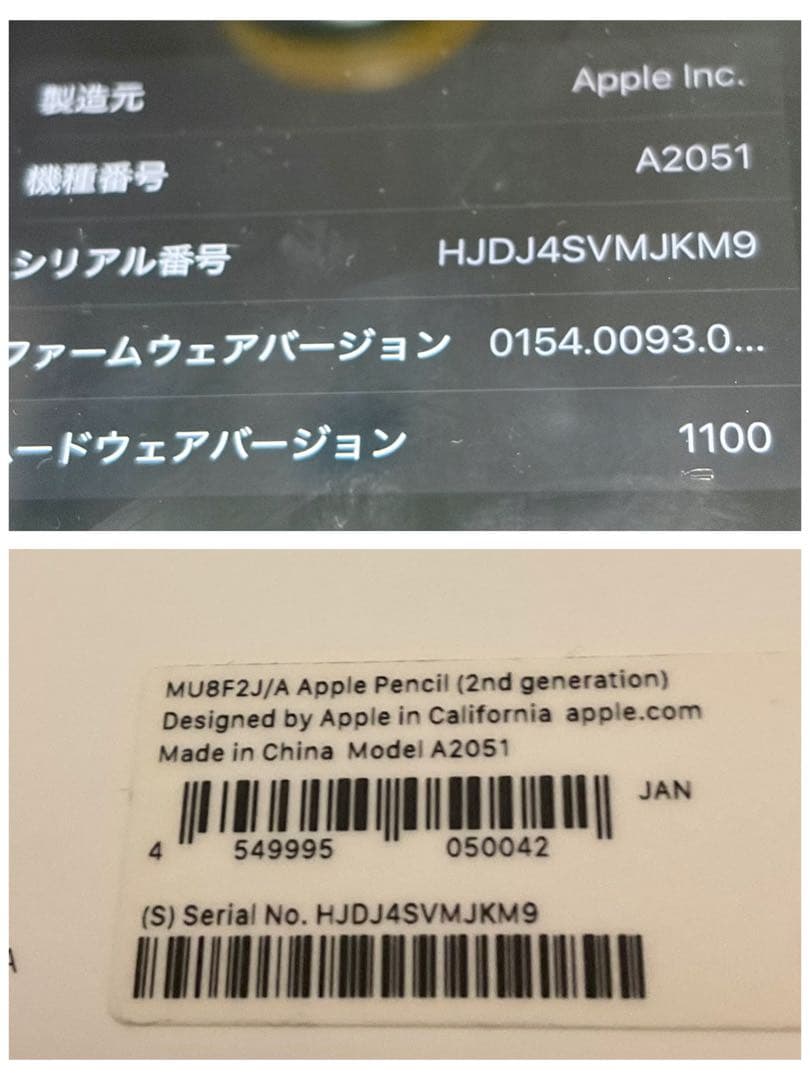 製造元 Apple Inc.
機種番号 A2051
シリアル番号 HJDJ4SVMJKM9
ファームウェアバージョン 0154.0093.0...
ードウェアバージョン 1100
MU8F2J/A Apple Pencil (2nd generation)
Designed by Apple in California apple.com
Made in China Model A2051
JAN
4 549995 050042
(S) Serial No. HJDJ4SVMJKM9
A